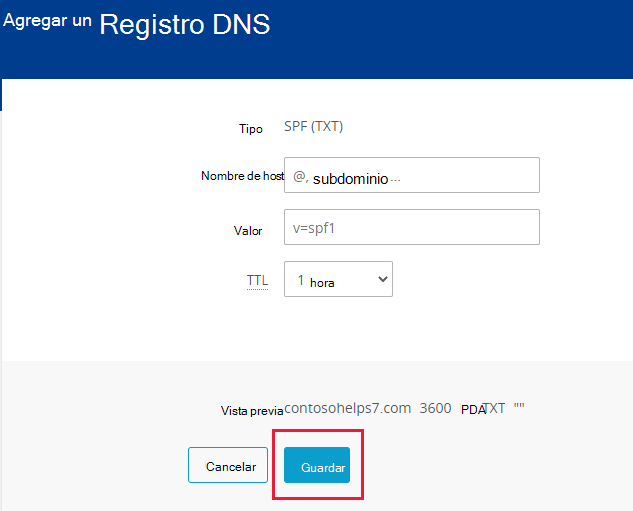 Agregar un Registro DNS
Tipo SPF (TXT)
Nombre de host @, subdominio...
Valor v=spf1
TTL 1 hora
Vista previa contosohelps7.com 3600 PDA TXT ""
Cancelar Guardar